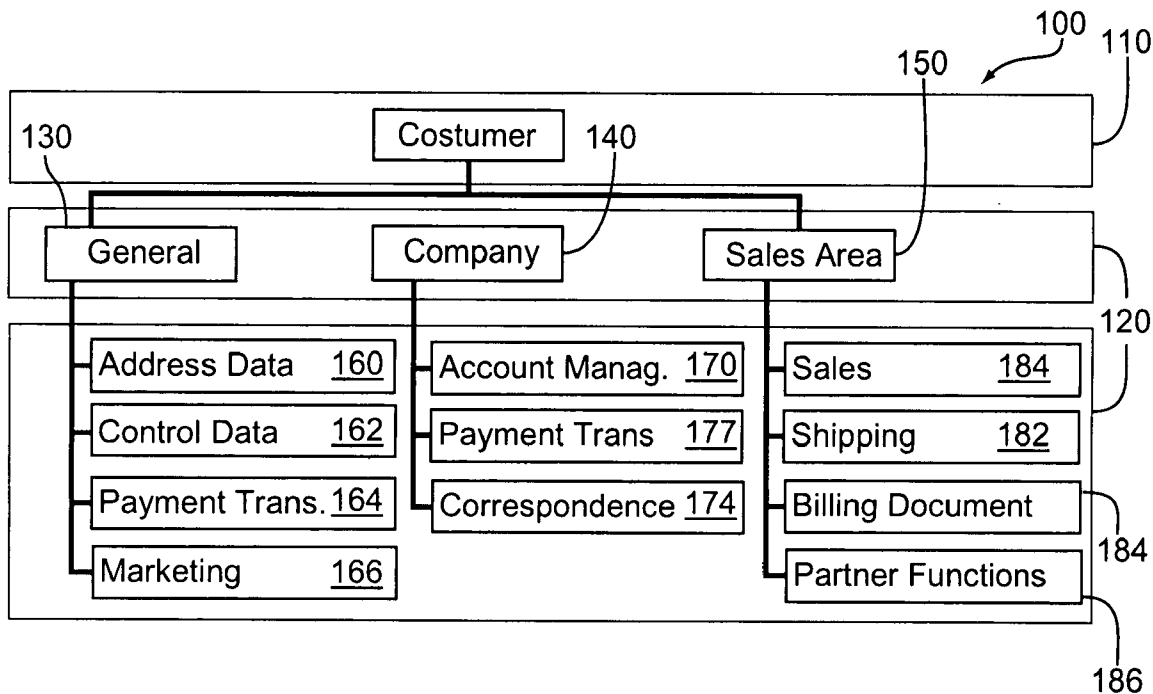 100
110
150
130
Costumer
140
General
Company
Sales Area
120
Address Data 160
Account Manag. 170
Sales 184
Control Data 162
Payment Trans 177
Shipping 182
Payment Trans. 164
Correspondence 174
Billing Document
184
Marketing 166
Partner Functions
186